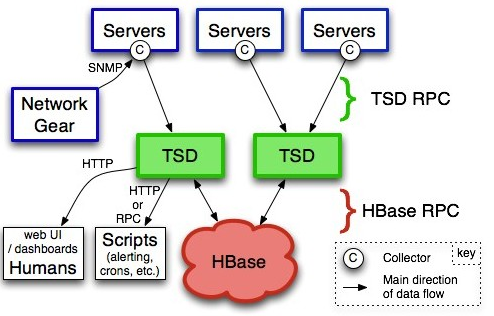 Servers
Servers
Servers
C
C
C
SNMP
Network
Gear
TSD RPC
TSD
TSD
HTTP
HTTP
or
RPC
HBase RPC
web UI
/ dashboards
Humans
Scripts
(alerting,
crons, etc.)
HBase
key
C Collector
Main direction
of data flow